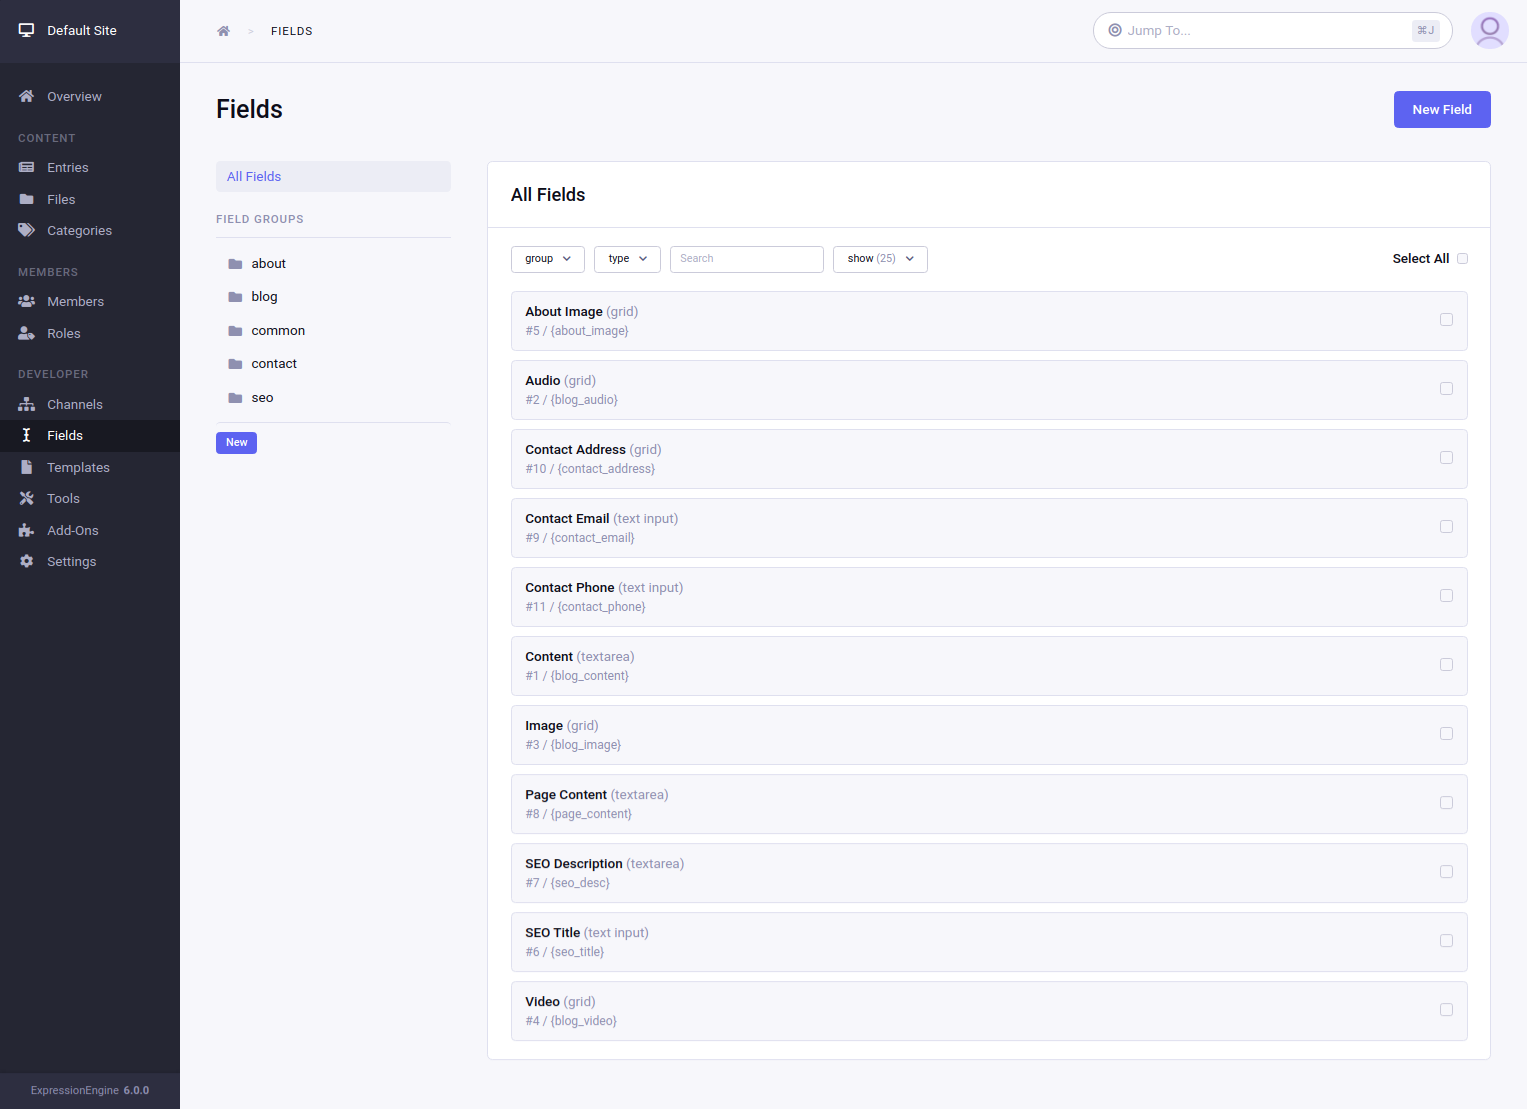 Default Site
Overview
CONTENT
Entries
Files
Categories
MEMBERS
Members
Roles
DEVELOPER
Channels
Fields
Templates
Tools
Add-Ons
Settings
ExpressionEngine 6.0.0
> FIELDS
Jump To... ⌘J
Fields
New Field
All Fields
FIELD GROUPS
about
blog
common
contact
seo
New
All Fields
group type Search show (25) Select All
About Image (grid)
#5 / {about_image}
Audio (grid)
#2 / {blog_audio}
Contact Address (grid)
#10 / {contact_address}
Contact Email (text input)
#9 / {contact_email}
Contact Phone (text input)
#11 / {contact_phone}
Content (textarea)
#1 / {blog_content}
Image (grid)
#3 / {blog_image}
Page Content (textarea)
#8 / {page_content}
SEO Description (textarea)
#7 / {seo_desc}
SEO Title (text input)
#6 / {seo_title}
Video (grid)
#4 / {blog_video}